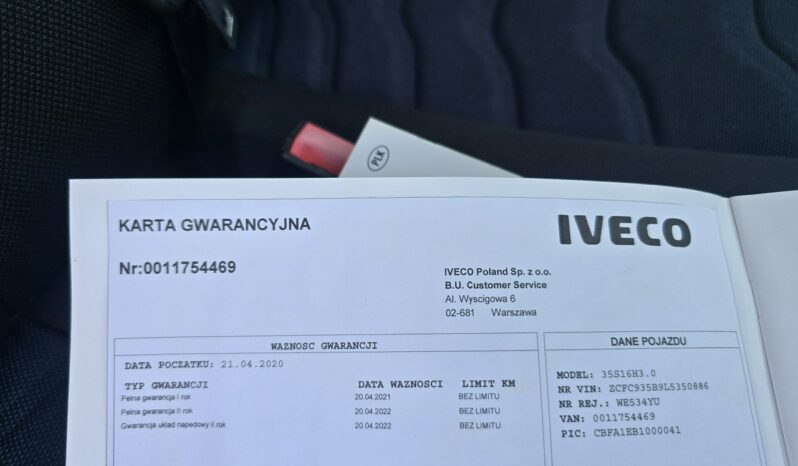 PLK
KARTA GWARANCYJNA
IVECO
Nr:0011754469
IVECO Poland Sp. z o.o.
B.U. Customer Service
Al. Wyscigowa 6
02-681 Warszawa
WAZNOSC GWARANCJI
DATA POCZATKU: 21.04.2020
TYP GWARANCJI DATA WAZNOSCI LIMIT KM
Pelna gwarancja I rok 20.04.2021 BEZ LIMITU
Pelna gwarancja II rok 20.04.2022 BEZ LIMITU
Gwarancja uklad napedowy II rok 20.04.2022 BEZ LIMITU
DANE POJAZDU
MODEL: 35S16H3.0
NR VIN: ZCFC935B9L5350886
NR REJ.: WE534YU
VAN: 0011754469
PIC: CBFA1EB1000041